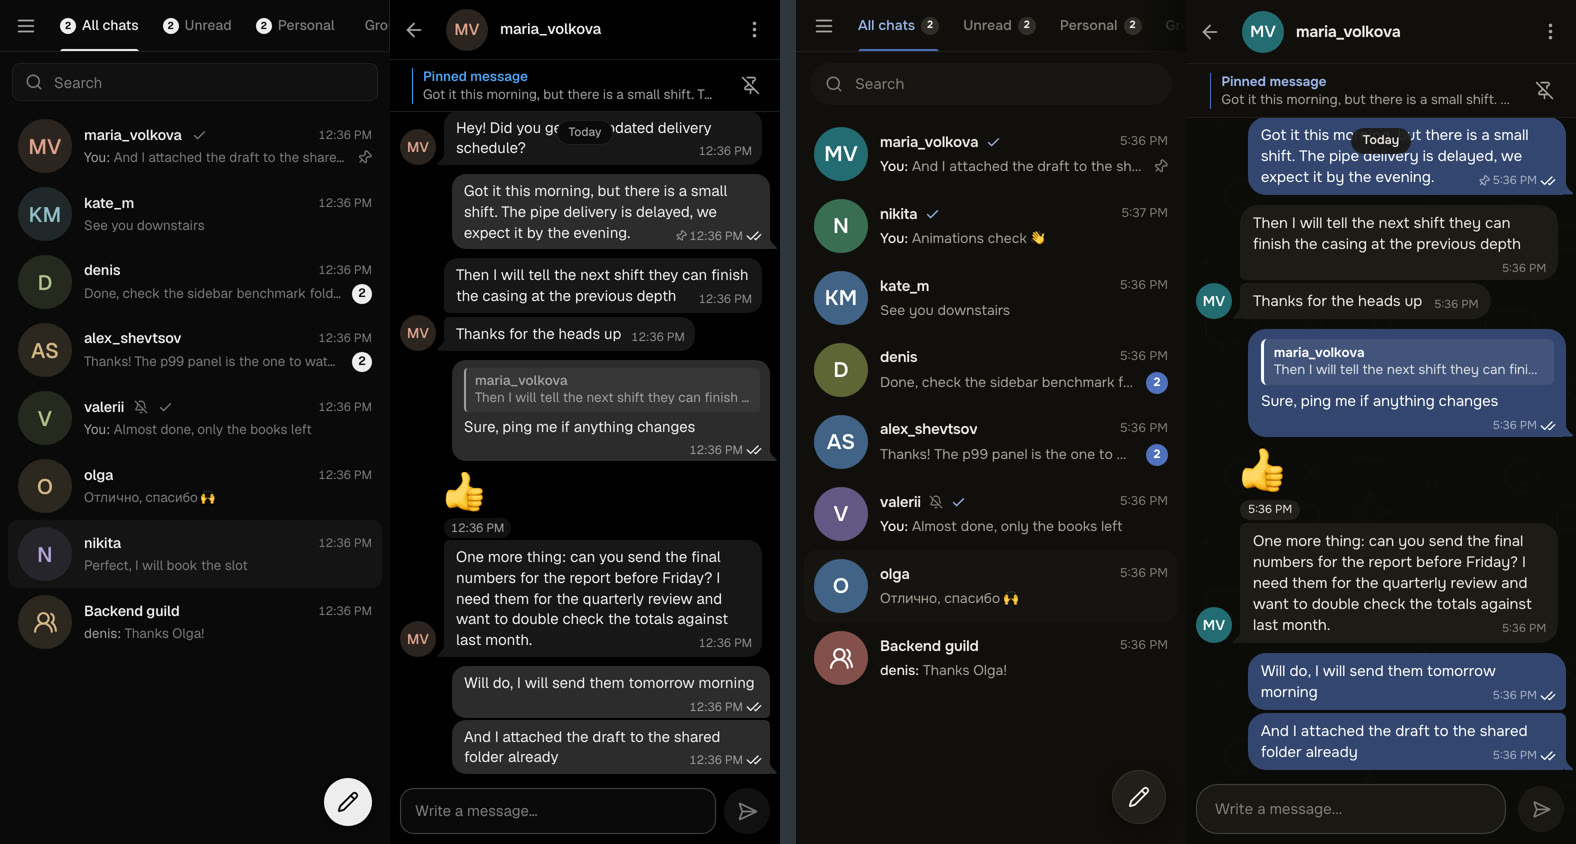 2 All chats 2 Unread 2 Personal Gro
Search
MV maria_volkova 12:36 PM
You: And I attached the draft to the share...
KM kate_m 12:36 PM
See you downstairs
D denis 12:36 PM
Done, check the sidebar benchmark fold... 2
AS alex_shevtsov 12:36 PM
Thanks! The p99 panel is the one to wat... 2
V valerii 12:36 PM
You: Almost done, only the books left
O olga 12:36 PM
Отлично, спасибо 🙌
N nikita 12:36 PM
Perfect, I will book the slot
Backend guild 12:36 PM
denis: Thanks Olga!
MV maria_volkova
Pinned message
Got it this morning, but there is a small shift. T...
Today
Hey! Did you ge pdated delivery
MV schedule? 12:36 PM
Got it this morning, but there is a small
shift. The pipe delivery is delayed, we
expect it by the evening. 12:36 PM
Then I will tell the next shift they can finish
the casing at the previous depth 12:36 PM
MV Thanks for the heads up 12:36 PM
maria_volkova
Then I will tell the next shift they can finish ...
Sure, ping me if anything changes
12:36 PM
👍
12:36 PM
One more thing: can you send the final
numbers for the report before Friday? I
need them for the quarterly review and
want to double check the totals against
MV last month. 12:36 PM
Will do, I will send them tomorrow morning
12:36 PM
And I attached the draft to the shared
folder already 12:36 PM
Write a message...
All chats 2 Unread 2 Personal 2 Gr
Search
MV maria_volkova 5:36 PM
You: And I attached the draft to the sh...
N nikita 5:37 PM
You: Animations check 👋
KM kate_m 5:36 PM
See you downstairs
D denis 5:36 PM
Done, check the sidebar benchmark f... 2
AS alex_shevtsov 5:36 PM
Thanks! The p99 panel is the one to ... 2
V valerii 5:36 PM
You: Almost done, only the books left
O olga 5:36 PM
Отлично, спасибо 🙌
Backend guild 5:36 PM
denis: Thanks Olga!
MV maria_volkova
Pinned message
Got it this morning, but there is a small shift. ...
Today
Got it this mo ut there is a small
shift. The pipe delivery is delayed, we
expect it by the evening. 5:36 PM
Then I will tell the next shift they can
finish the casing at the previous depth
5:36 PM
MV Thanks for the heads up 5:36 PM
maria_volkova
Then I will tell the next shift they can fini...
Sure, ping me if anything changes
5:36 PM
👍
5:36 PM
One more thing: can you send the final
numbers for the report before Friday? I
need them for the quarterly review and
want to double check the totals against
MV last month. 5:36 PM
Will do, I will send them tomorrow
morning 5:36 PM
And I attached the draft to the shared
folder already 5:36 PM
Write a message...